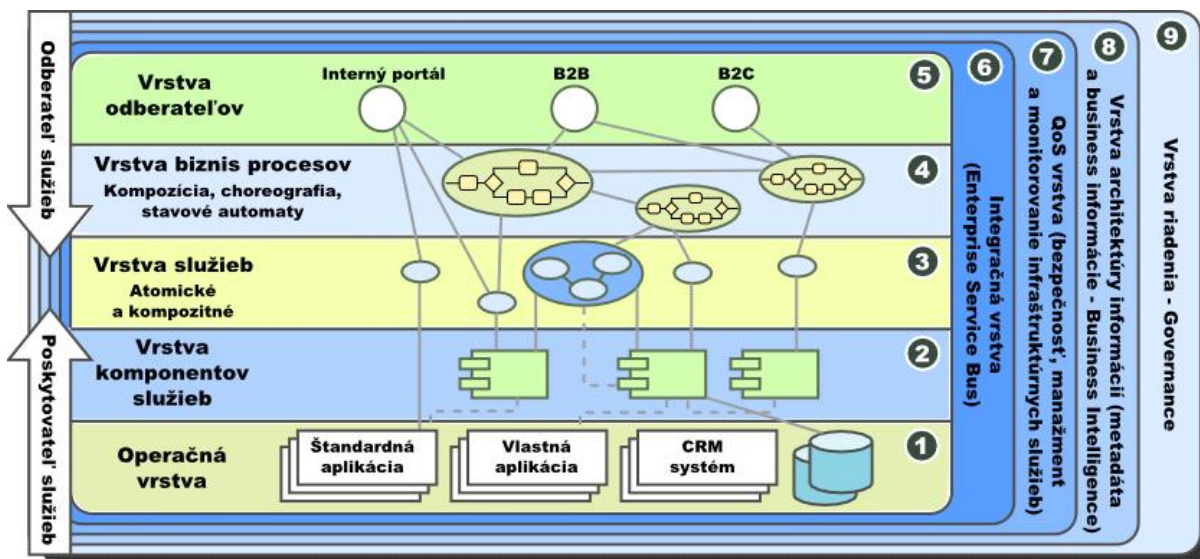 Odberateľ služieb
Poskytovateľ služieb
Vrstva
odberateľov
Interný portál
B2B
B2C
5
Vrstva biznis procesov
Kompozícia, choreografia,
stavové automaty
4
Vrstva služieb
Atomické
a kompozitné
3
Vrstva
komponentov
služieb
2
Operačná
vrstva
Štandardná
aplikácia
Vlastná
aplikácia
CRM
systém
1
6
Integračná vrstva
(Enterprise Service Bus)
7
QoS vrstva (bezpečnosť, manažment
a monitorovanie infraštruktúrnych služieb)
8
Vrstva architektúry informácií (metadáta
a business informácie - Business Intelligence)
9
Vrstva riadenia - Governance